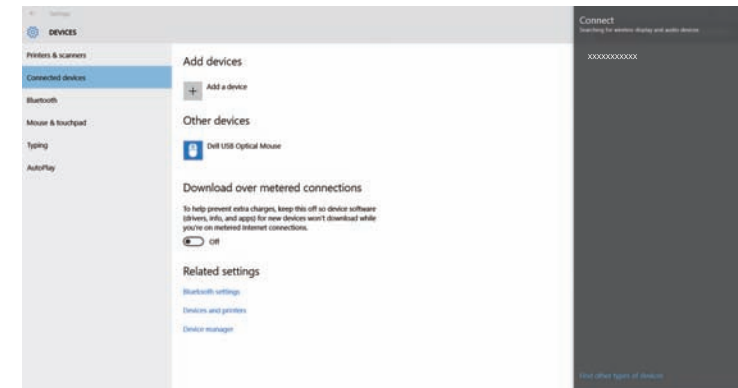 Settings
DEVICES
Printers & scanners
Connected devices
Bluetooth
Mouse & touchpad
Typing
AutoPlay
Add devices
Add a device
Other devices
Dell USB Optical Mouse
Download over metered connections
To help prevent extra charges, keep this off so device software
(drivers, info, and apps) for new devices won't download while
you're on metered Internet connections.
Off
Related settings
Bluetooth settings
Devices and printers
Device manager
Connect
Searching for wireless display and audio devices
xxxxxxxxxxx
Find other types of devices